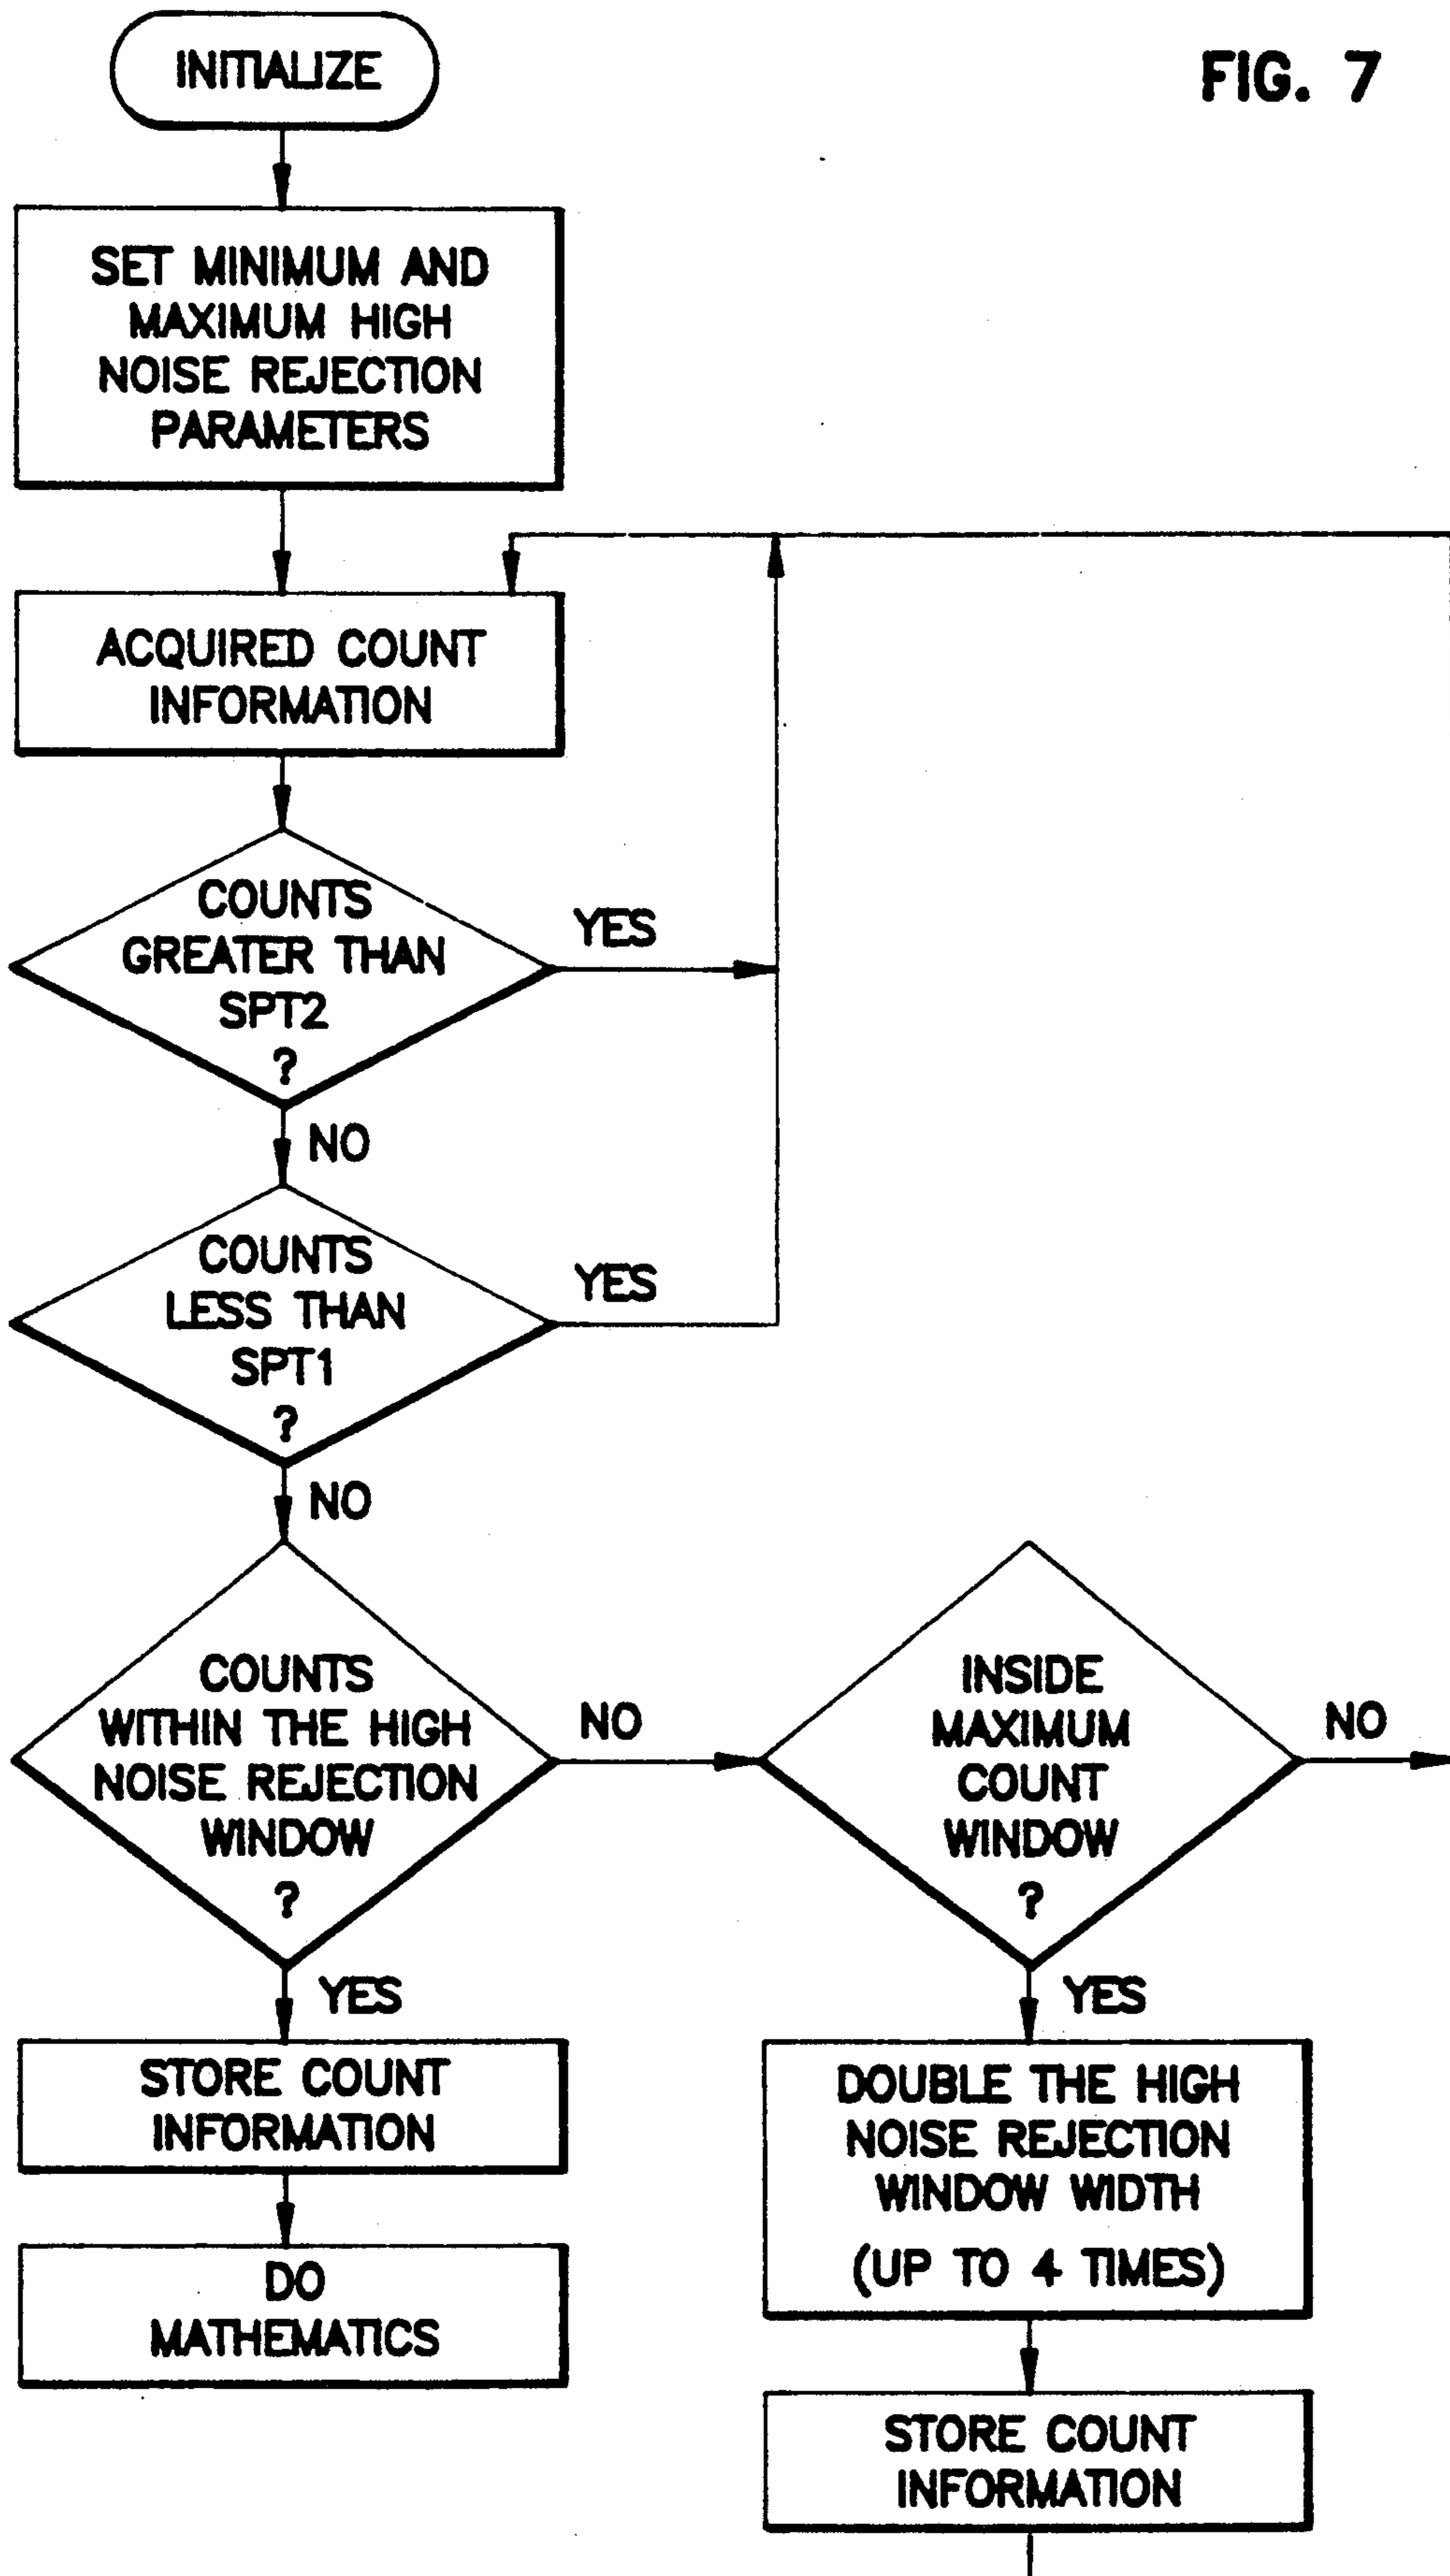 FIG. 7
INITIALIZE
SET MINIMUM AND
MAXIMUM HIGH
NOISE REJECTION
PARAMETERS
ACQUIRED COUNT
INFORMATION
COUNTS
GREATER THAN
SPT2
?
YES
NO
COUNTS
LESS THAN
SPT1
?
YES
NO
COUNTS
WITHIN THE HIGH
NOISE REJECTION
WINDOW
?
NO
YES
INSIDE
MAXIMUM
COUNT
WINDOW
?
NO
YES
STORE COUNT
INFORMATION
DO
MATHEMATICS
DOUBLE THE HIGH
NOISE REJECTION
WINDOW WIDTH
(UP TO 4 TIMES)
STORE COUNT
INFORMATION